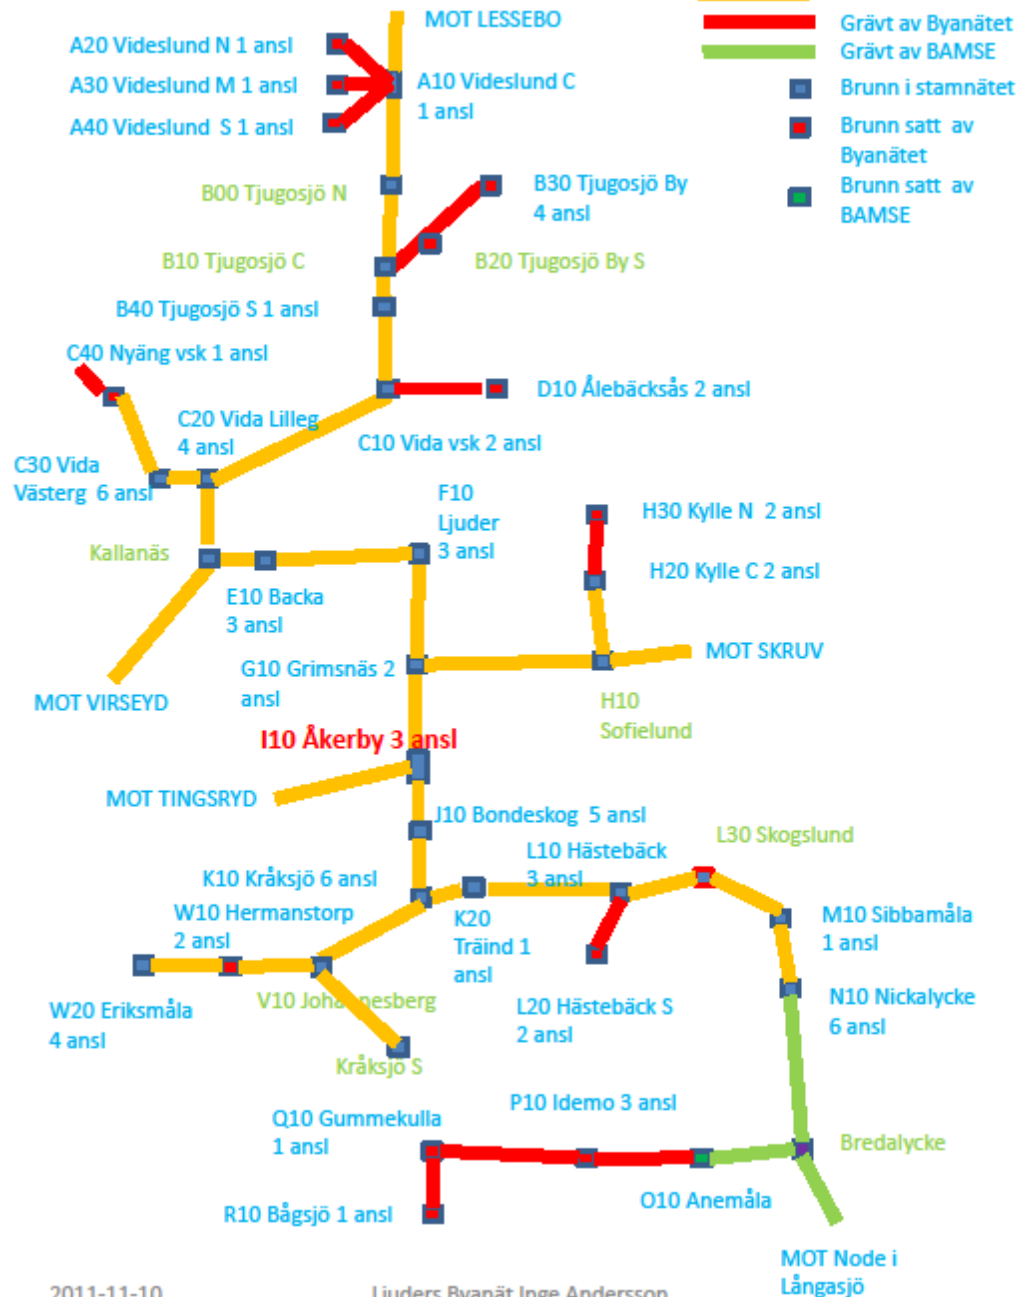 MOT LESSEBO
Grävt av Byanätet
Grävt av BAMSE
Brunn i stamnätet
Brunn satt av
Byanätet
Brunn satt av
BAMSE
A20 Videslund N 1 ansl
A30 Videslund M 1 ansl
A40 Videslund S 1 ansl
A10 Videslund C
1 ansl
B00 Tjugosjö N
B30 Tjugosjö By
4 ansl
B10 Tjugosjö C
B20 Tjugosjö By S
B40 Tjugosjö S 1 ansl
C40 Nyäng vsk 1 ansl
D10 Ålebäcksås 2 ansl
C20 Vida Lilleg
4 ansl
C10 Vida vsk 2 ansl
C30 Vida
Västerg 6 ansl
F10
Ljuder
3 ansl
H30 Kylle N 2 ansl
Kallanäs
H20 Kylle C 2 ansl
E10 Backa
3 ansl
G10 Grimsnäs 2
ansl
MOT SKRUV
MOT VIRSEYD
H10
Sofielund
I10 Åkerby 3 ansl
MOT TINGSRYD
J10 Bondeskog 5 ansl
L30 Skogslund
L10 Hästebäck
3 ansl
K10 Kråksjö 6 ansl
W10 Hermanstorp
2 ansl
K20
Träind 1
ansl
M10 Sibbamåla
1 ansl
V10 Johannesberg
W20 Eriksmåla
4 ansl
L20 Hästebäck S
2 ansl
N10 Nickalycke
6 ansl
Kråksjö S
P10 Idemo 3 ansl
Q10 Gummekulla
1 ansl
Bredalycke
O10 Anemåla
R10 Bågsjö 1 ansl
MOT Node i
Långasjö
2011-11-10
Ljuders Byanät Inge Andersson